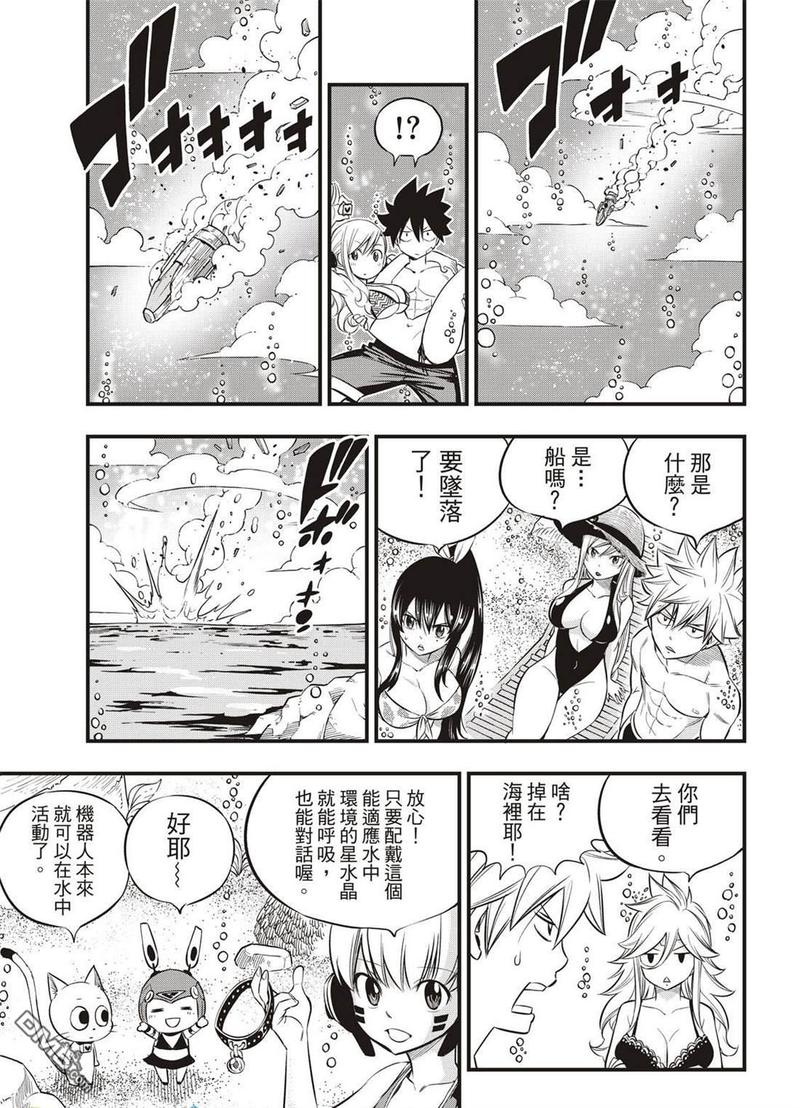 ゴオオオ
!?
ゴオオオオ
那是
什麼？
是…
船嗎？
要墜落
了！
ドボォォン
你們
去看看。
啥？
掉在
海裡耶！
放心！
只要配戴這個
能適應水中
環境的星水晶
就能呼吸，
也能對話喔。
好耶～
機器人本來
就可以在水中
活動了。